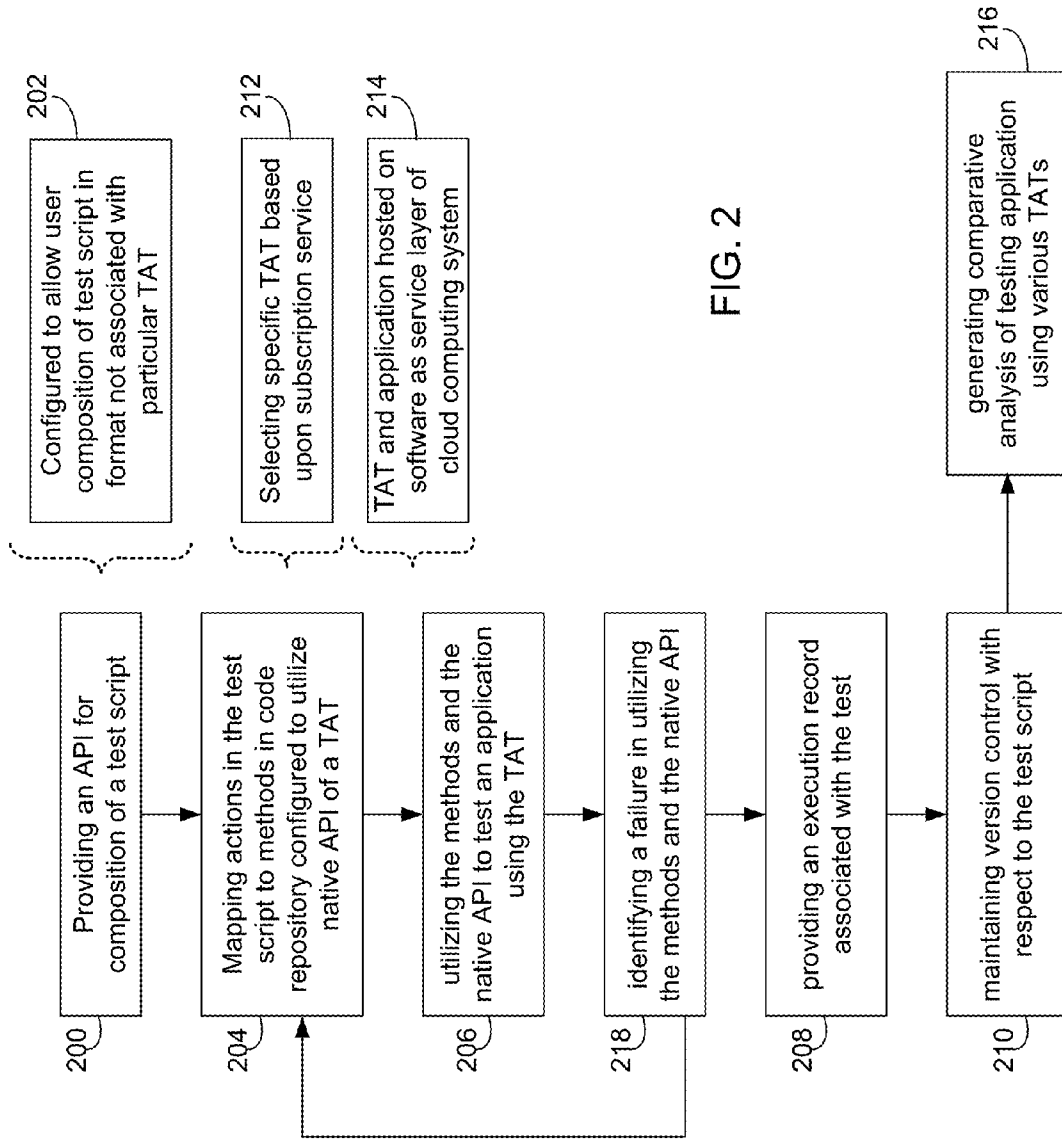 200
Providing an API for
composition of a test script
202
Configured to allow user
composition of test script in
format not associated with
particular TAT
204
Mapping actions in the test
script to methods in code
repository configured to utilize
native API of a TAT
212
Selecting specific TAT based
upon subscription service
214
TAT and application hosted on
software as service layer of
cloud computing system
206
utilizing the methods and the
native API to test an application
using the TAT
218
identifying a failure in utilizing
the methods and the native API
208
providing an execution record
associated with the test
210
maintaining version control with
respect to the test script
216
generating comparative
analysis of testing application
using various TATs
FIG. 2